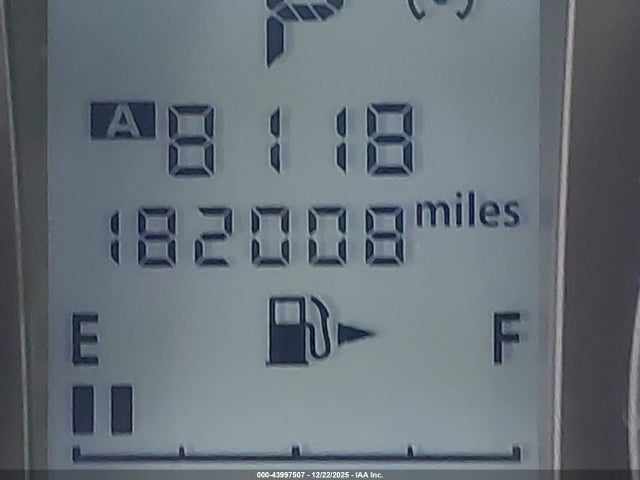 P
A 8118
182008 miles
E F
000-43997507 - 12/22/2025 - IAA Inc.